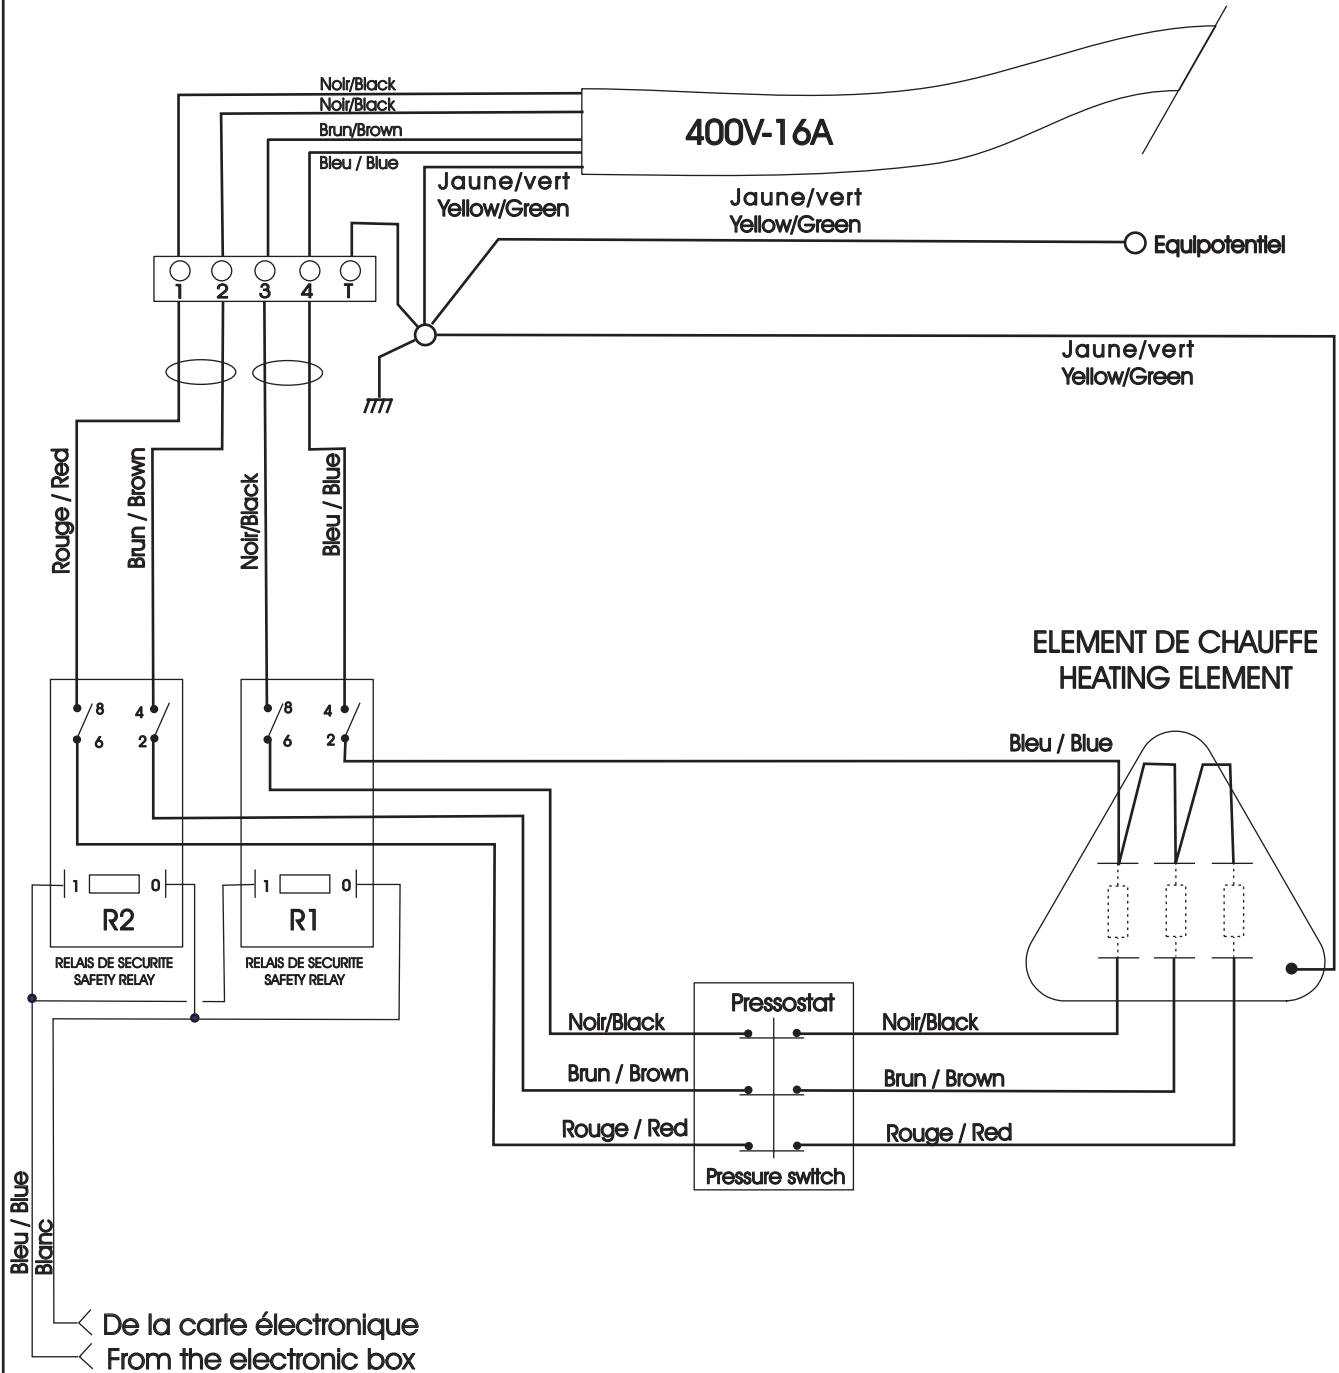 Noir/Black
Noir/Black
Brun/Brown
Bleu / Blue
400V-16A
Jaune/vert
Yellow/Green
Jaune/vert
Yellow/Green
Equipotentiel
1 2 3 4 T
Jaune/vert
Yellow/Green
Rouge / Red
Brun / Brown
Noir/Black
Bleu / Blue
ELEMENT DE CHAUFFE
HEATING ELEMENT
8 4 8 4
6 2 6 2
Bleu / Blue
1 0 1 0
R2 R1
RELAIS DE SECURITE
SAFETY RELAY
RELAIS DE SECURITE
SAFETY RELAY
Pressostat
Noir/Black
Noir/Black
Brun / Brown
Brun / Brown
Rouge / Red
Rouge / Red
Pressure switch
Bleu / Blue
Blanc
De la carte électronique
From the electronic box